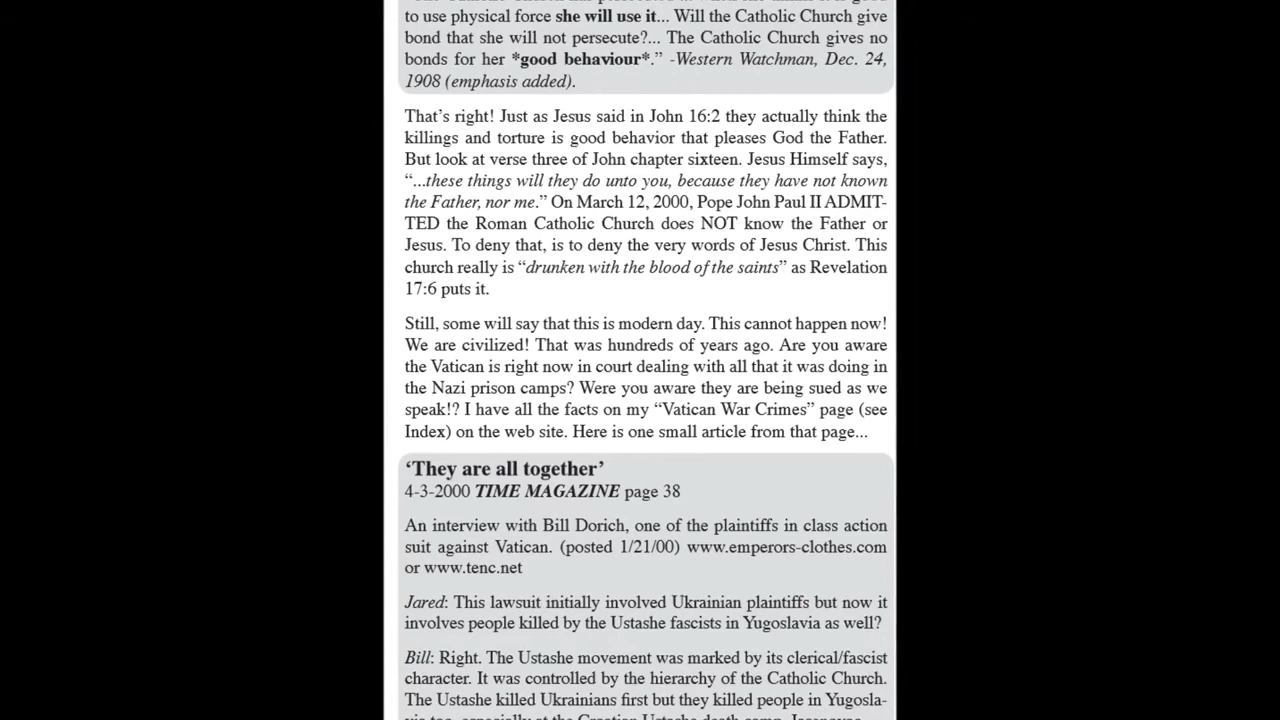 to use physical force she will use it... Will the Catholic Church give
bond that she will not persecute?... The Catholic Church gives no
bonds for her *good behaviour*.” -Western Watchman, Dec. 24,
1908 (emphasis added).
That’s right! Just as Jesus said in John 16:2 they actually think the
killings and torture is good behavior that pleases God the Father.
But look at verse three of John chapter sixteen. Jesus Himself says,
“...these things will they do unto you, because they have not known
the Father, nor me.” On March 12, 2000, Pope John Paul II ADMIT-
TED the Roman Catholic Church does NOT know the Father or
Jesus. To deny that, is to deny the very words of Jesus Christ. This
church really is “drunken with the blood of the saints” as Revelation
17:6 puts it.
Still, some will say that this is modern day. This cannot happen now!
We are civilized! That was hundreds of years ago. Are you aware
the Vatican is right now in court dealing with all that it was doing in
the Nazi prison camps? Were you aware they are being sued as we
speak!? I have all the facts on my “Vatican War Crimes” page (see
Index) on the web site. Here is one small article from that page...
‘They are all together’
4-3-2000 TIME MAGAZINE page 38
An interview with Bill Dorich, one of the plaintiffs in class action
suit against Vatican. (posted 1/21/00) www.emperors-clothes.com
or www.tenc.net
Jared: This lawsuit initially involved Ukrainian plaintiffs but now it
involves people killed by the Ustashe fascists in Yugoslavia as well?
Bill: Right. The Ustashe movement was marked by its clerical/fascist
character. It was controlled by the hierarchy of the Catholic Church.
The Ustashe killed Ukrainians first but they killed people in Yugosla-